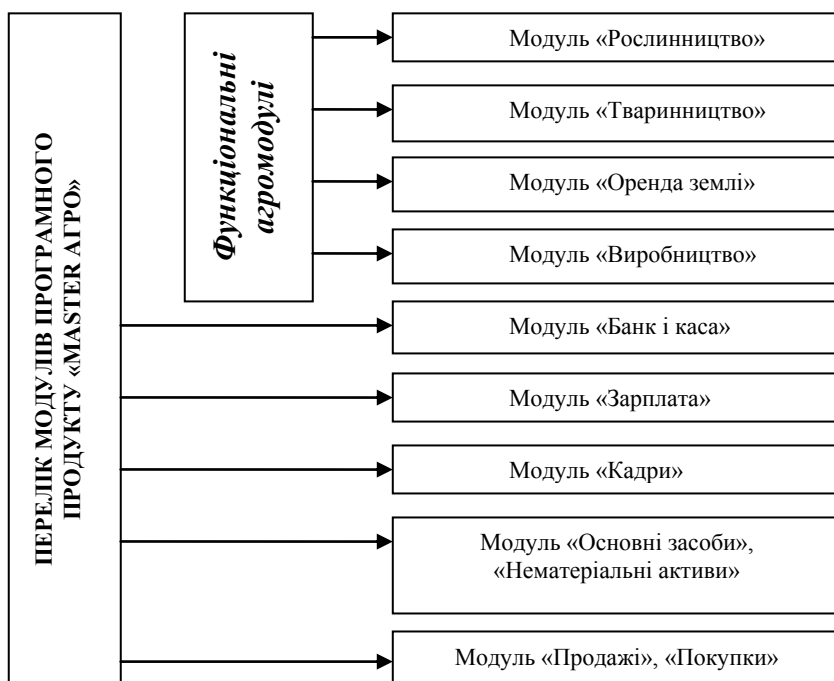 ПЕРЕЛІК МОДУЛІВ ПРОГРАМНОГО
ПРОДУКТУ «MASTER АГРО»
Функціональні
агромодулі
Модуль «Рослинництво»
Модуль «Тваринництво»
Модуль «Оренда землі»
Модуль «Виробництво»
Модуль «Банк і каса»
Модуль «Зарплата»
Модуль «Кадри»
Модуль «Основні засоби»,
«Нематеріальні активи»
Модуль «Продажі», «Покупки»